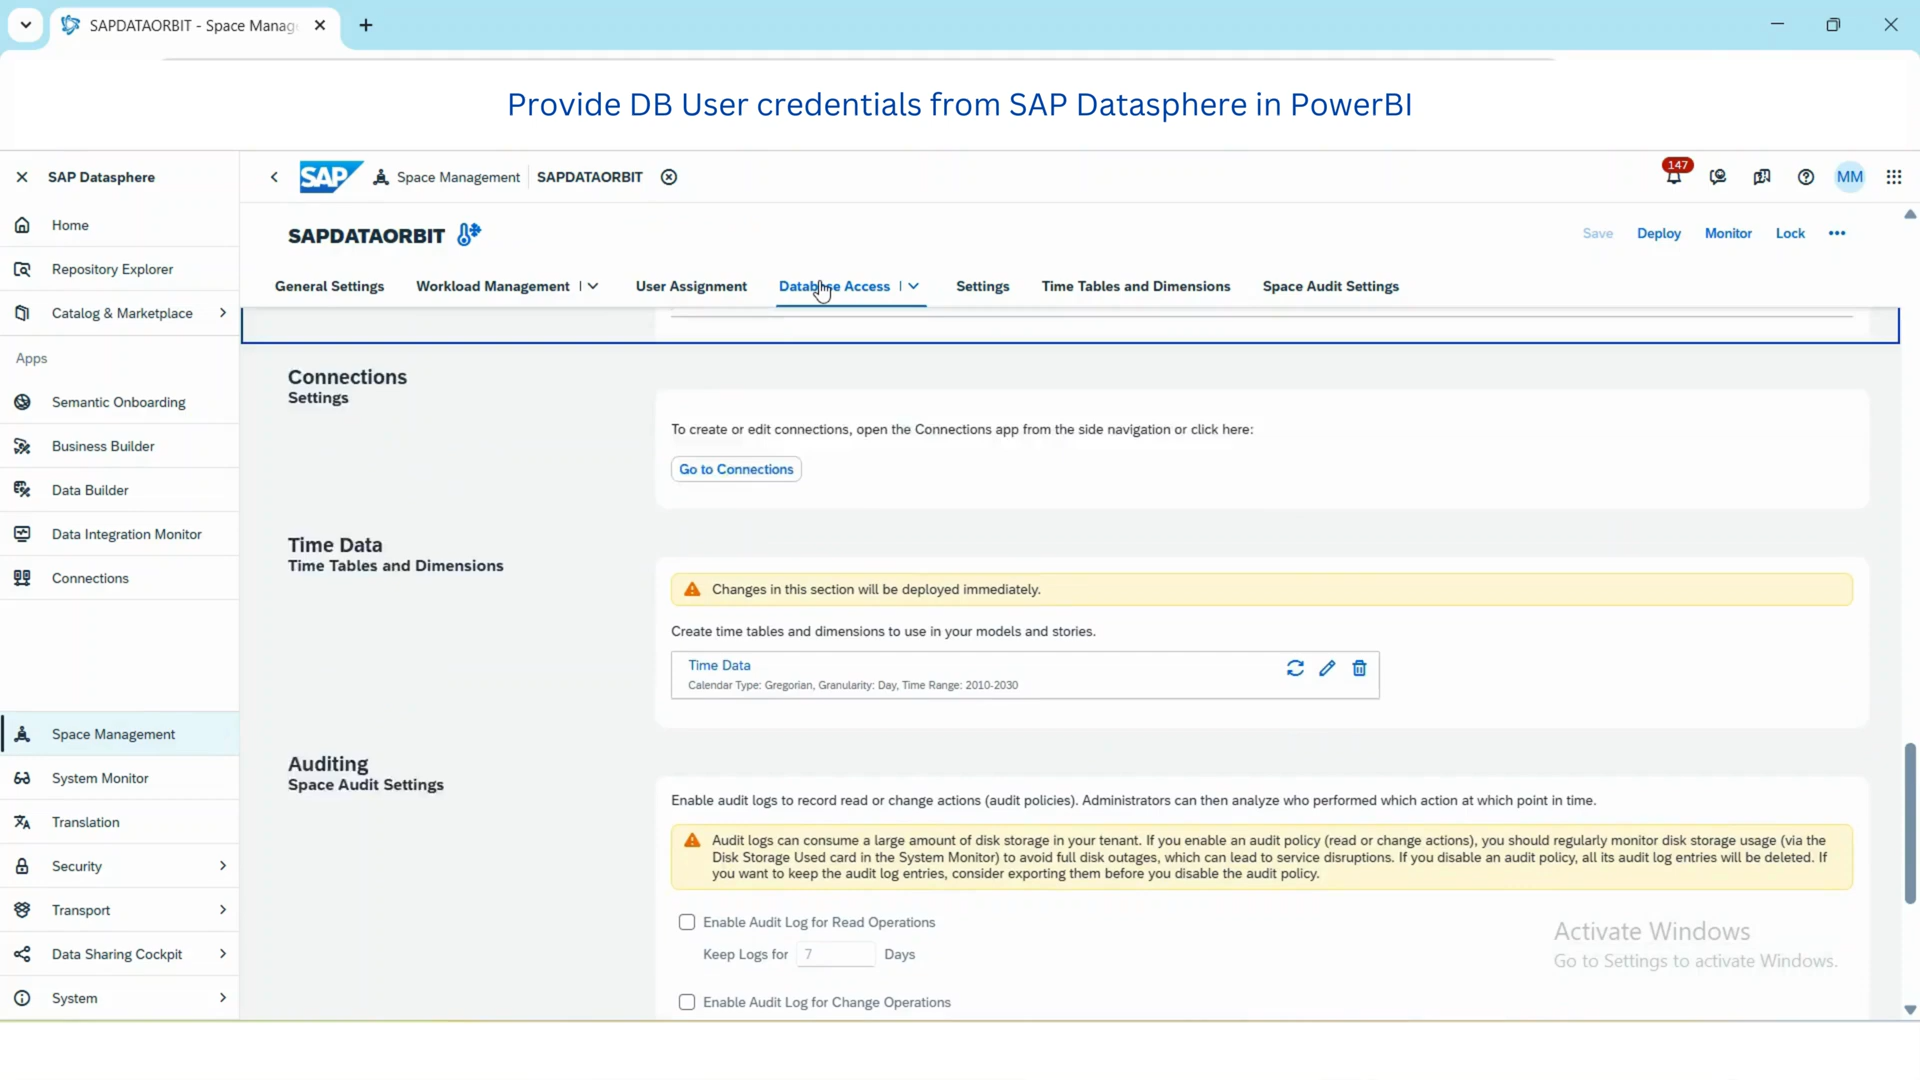 SAPDATAORBIT - Space Manag
Provide DB User credentials from SAP Datasphere in PowerBI
SAP Datasphere
SAP
Space Management
SAPDATAORBIT
147
MM
Home
Repository Explorer
Catalog & Marketplace
Apps
Semantic Onboarding
Business Builder
Data Builder
Data Integration Monitor
Connections
Space Management
System Monitor
Translation
Security
Transport
Data Sharing Cockpit
System
SAPDATAORBIT
Save
Deploy
Monitor
Lock
General Settings
Workload Management
User Assignment
Database Access
Settings
Time Tables and Dimensions
Space Audit Settings
Connections
Settings
To create or edit connections, open the Connections app from the side navigation or click here:
Go to Connections
Time Data
Time Tables and Dimensions
Changes in this section will be deployed immediately.
Create time tables and dimensions to use in your models and stories.
Time Data
Calendar Type: Gregorian, Granularity: Day, Time Range: 2010-2030
Auditing
Space Audit Settings
Enable audit logs to record read or change actions (audit policies). Administrators can then analyze who performed which action at which point in time.
Audit logs can consume a large amount of disk storage in your tenant. If you enable an audit policy (read or change actions), you should regularly monitor disk storage usage (via the
Disk Storage Used card in the System Monitor) to avoid full disk outages, which can lead to service disruptions. If you disable an audit policy, all its audit log entries will be deleted. If
you want to keep the audit log entries, consider exporting them before you disable the audit policy.
Enable Audit Log for Read Operations
Keep Logs for 7 Days
Enable Audit Log for Change Operations
Activate Windows
Go to Settings to activate Windows.